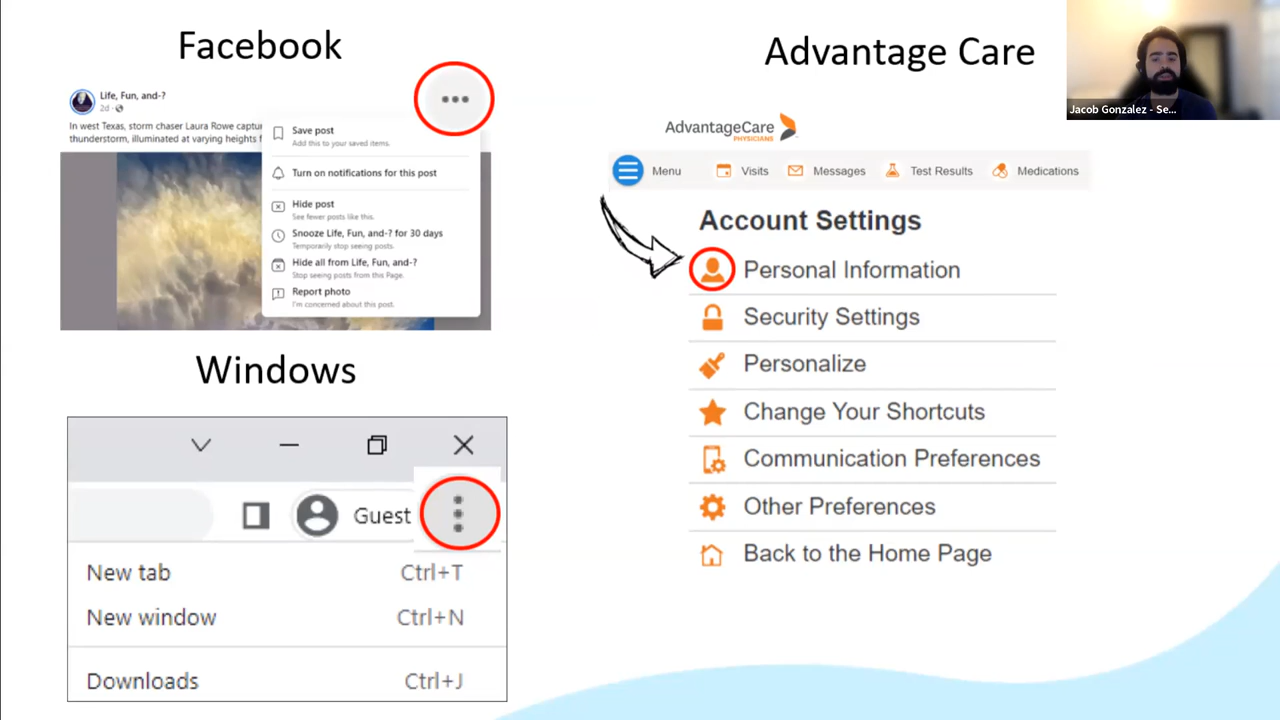 Facebook
Life, Fun, and-?
2d ·
In west Texas, storm chaser Laura Rowe captur
thunderstorm, illuminated at varying heights f
Save post
Add this to your saved items.
Turn on notifications for this post
Hide post
See fewer posts like this.
Snooze Life, Fun, and-? for 30 days
Temporarily stop seeing posts.
Hide all from Life, Fun, and-?
Stop seeing posts from this Page.
Report photo
I'm concerned about this post.
Windows
Guest
New tab Ctrl+T
New window Ctrl+N
Downloads Ctrl+J
Advantage Care
AdvantageCare
PHYSICIANS
Menu Visits Messages Test Results Medications
Account Settings
Personal Information
Security Settings
Personalize
Change Your Shortcuts
Communication Preferences
Other Preferences
Back to the Home Page
Jacob Gonzalez - Se...